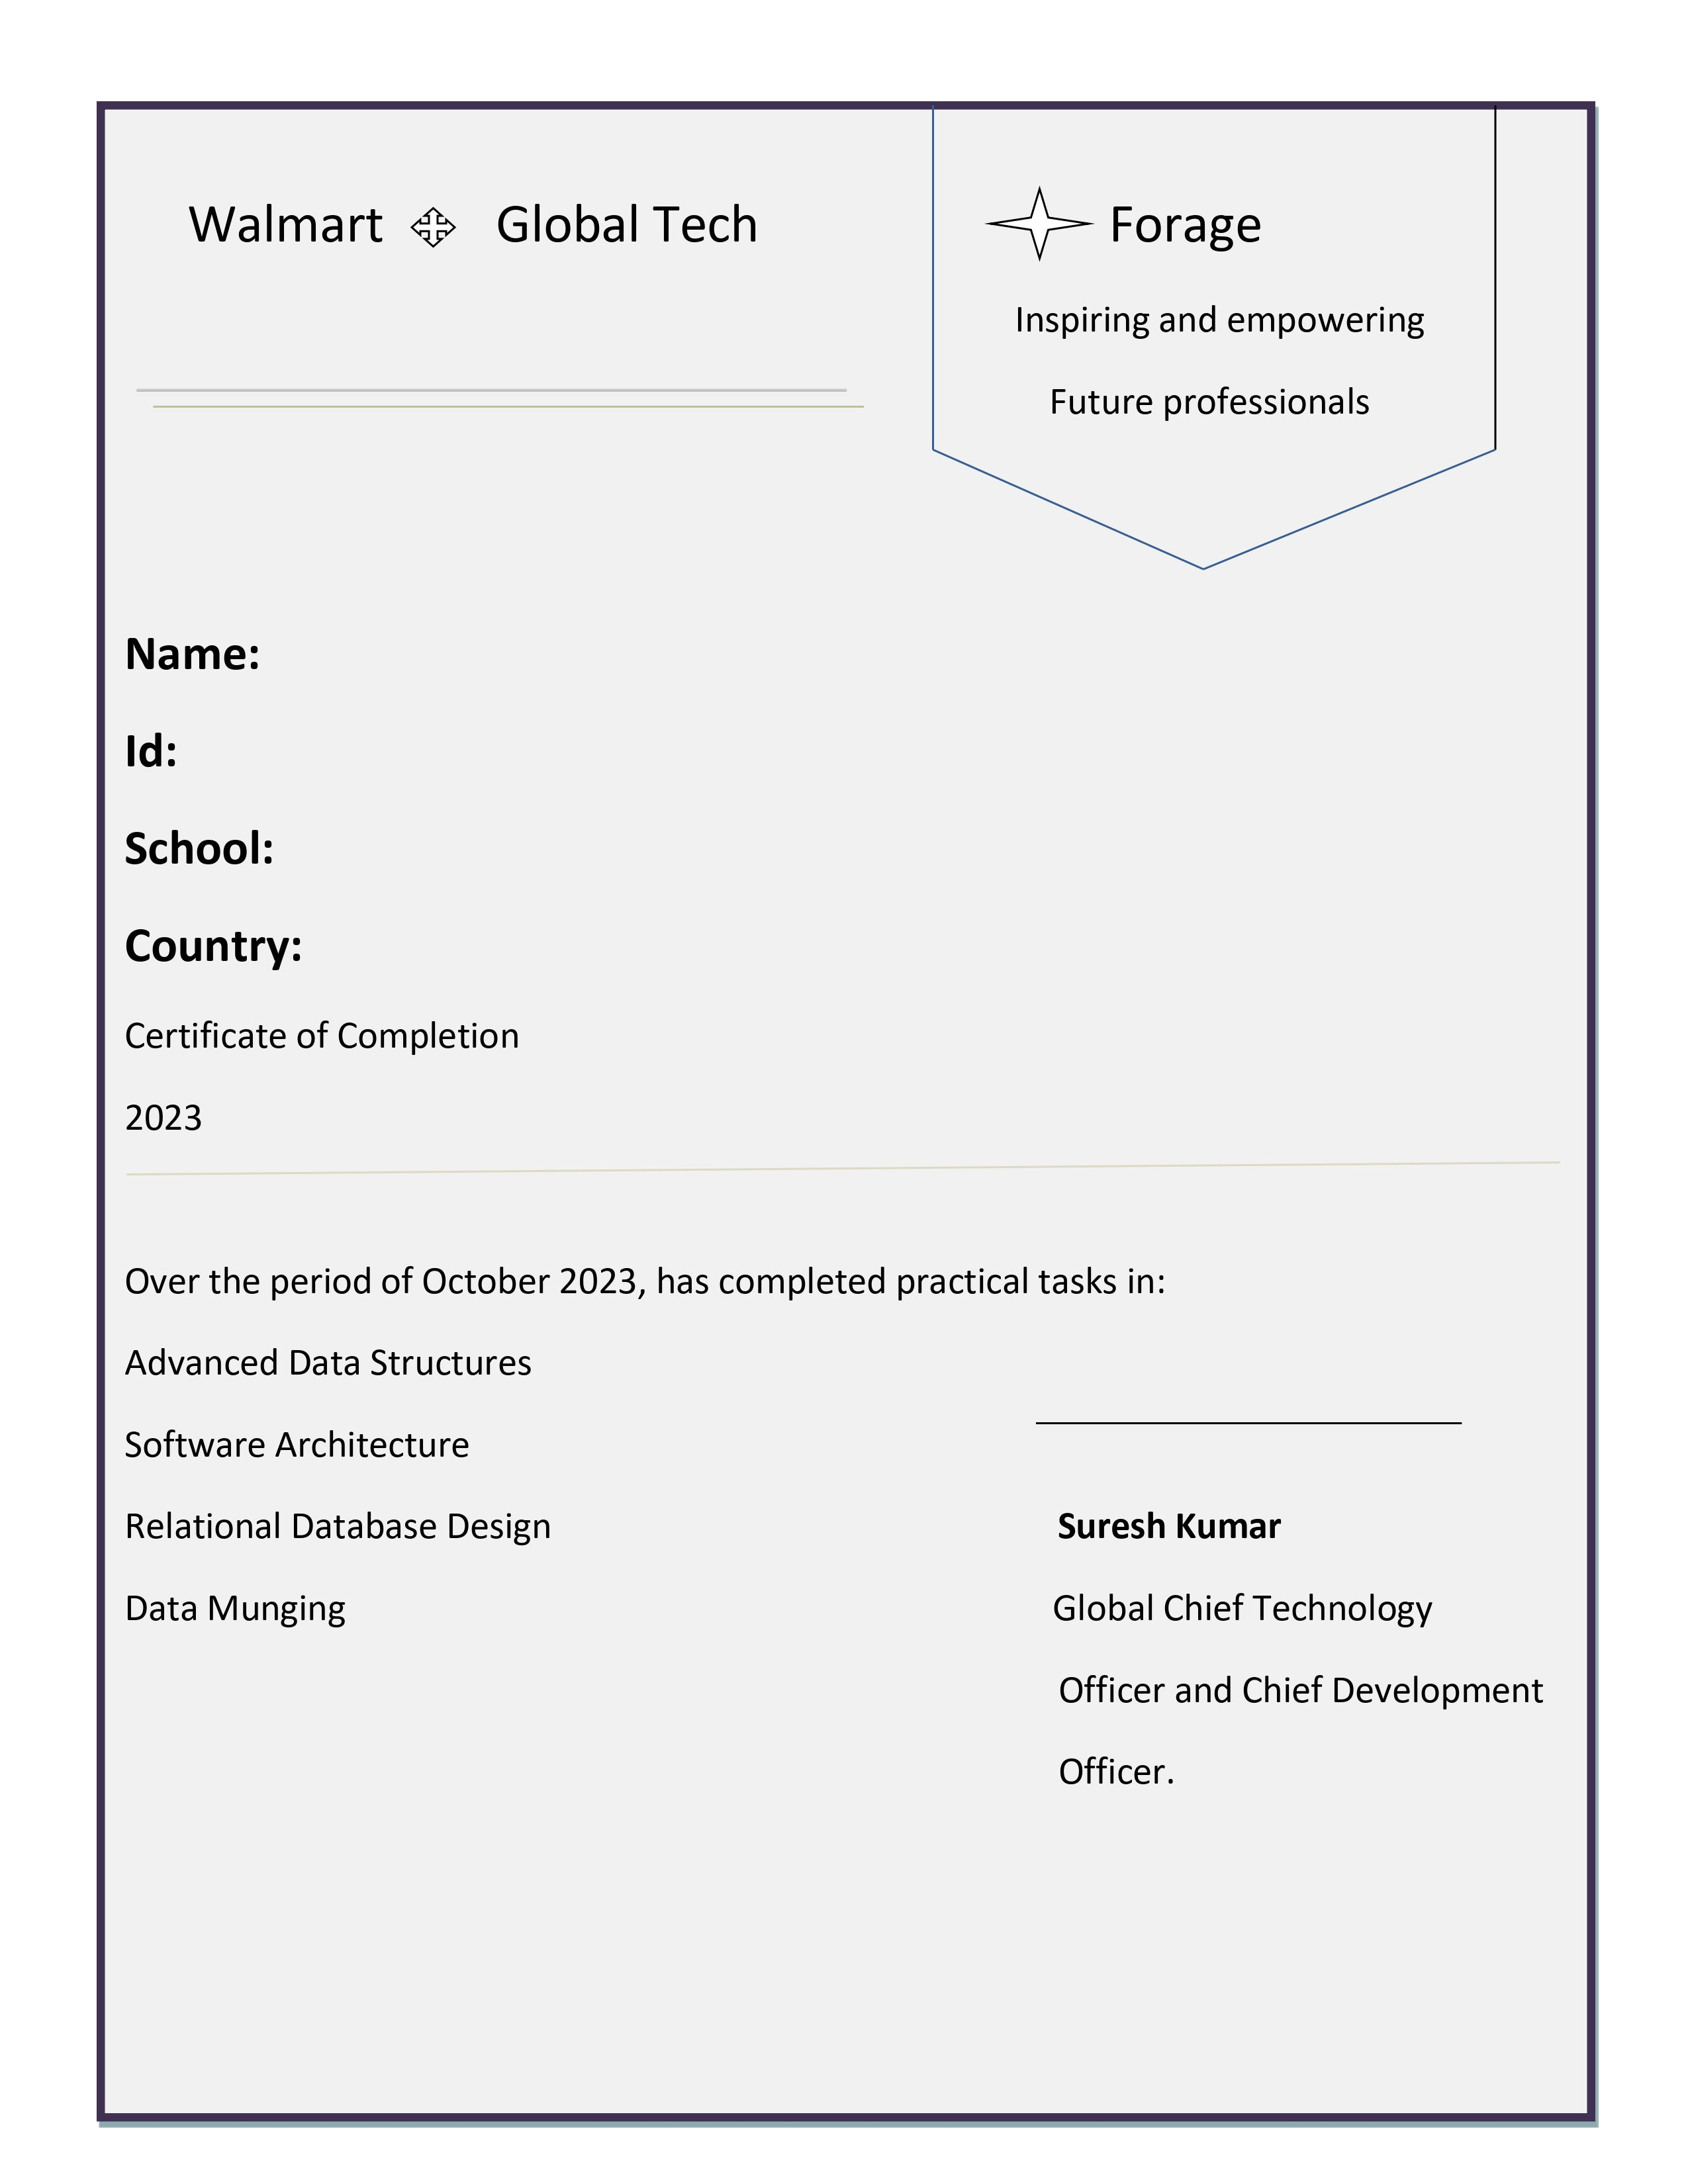 Walmart Global Tech
Forage
Inspiring and empowering
Future professionals
Name:
Id:
School:
Country:
Certificate of Completion
2023
Over the period of October 2023, has completed practical tasks in:
Advanced Data Structures
Software Architecture
Relational Database Design
Data Munging
Suresh Kumar
Global Chief Technology
Officer and Chief Development
Officer.